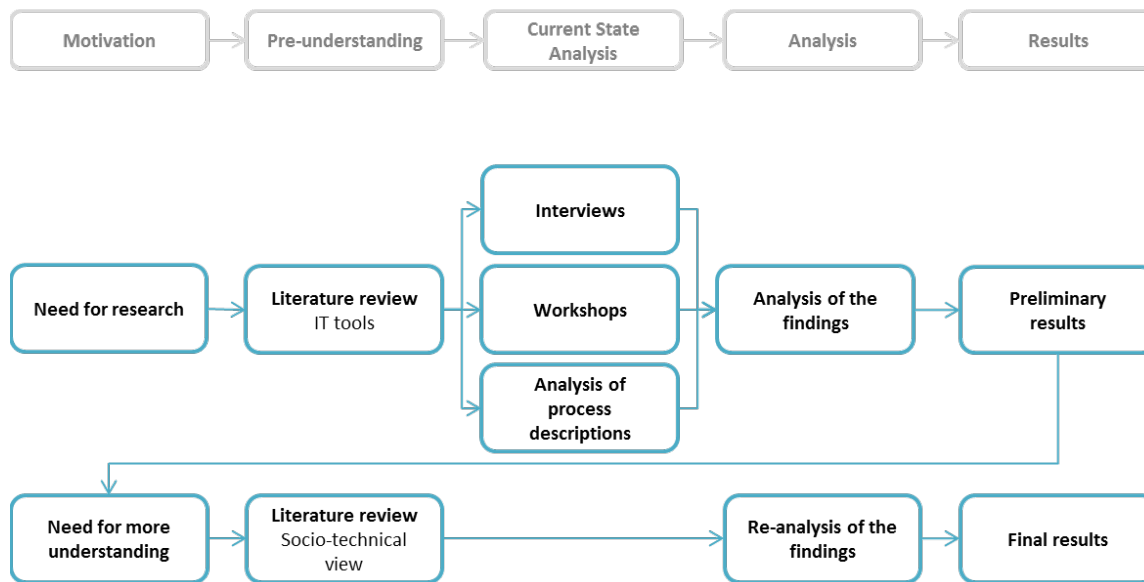 Motivation
Pre-understanding
Current State
Analysis
Analysis
Results
Interviews
Need for research
Literature review
IT tools
Workshops
Analysis of the
findings
Preliminary
results
Analysis of
process
descriptions
Need for more
understanding
Literature review
Socio-technical
view
Re-analysis of the
findings
Final results